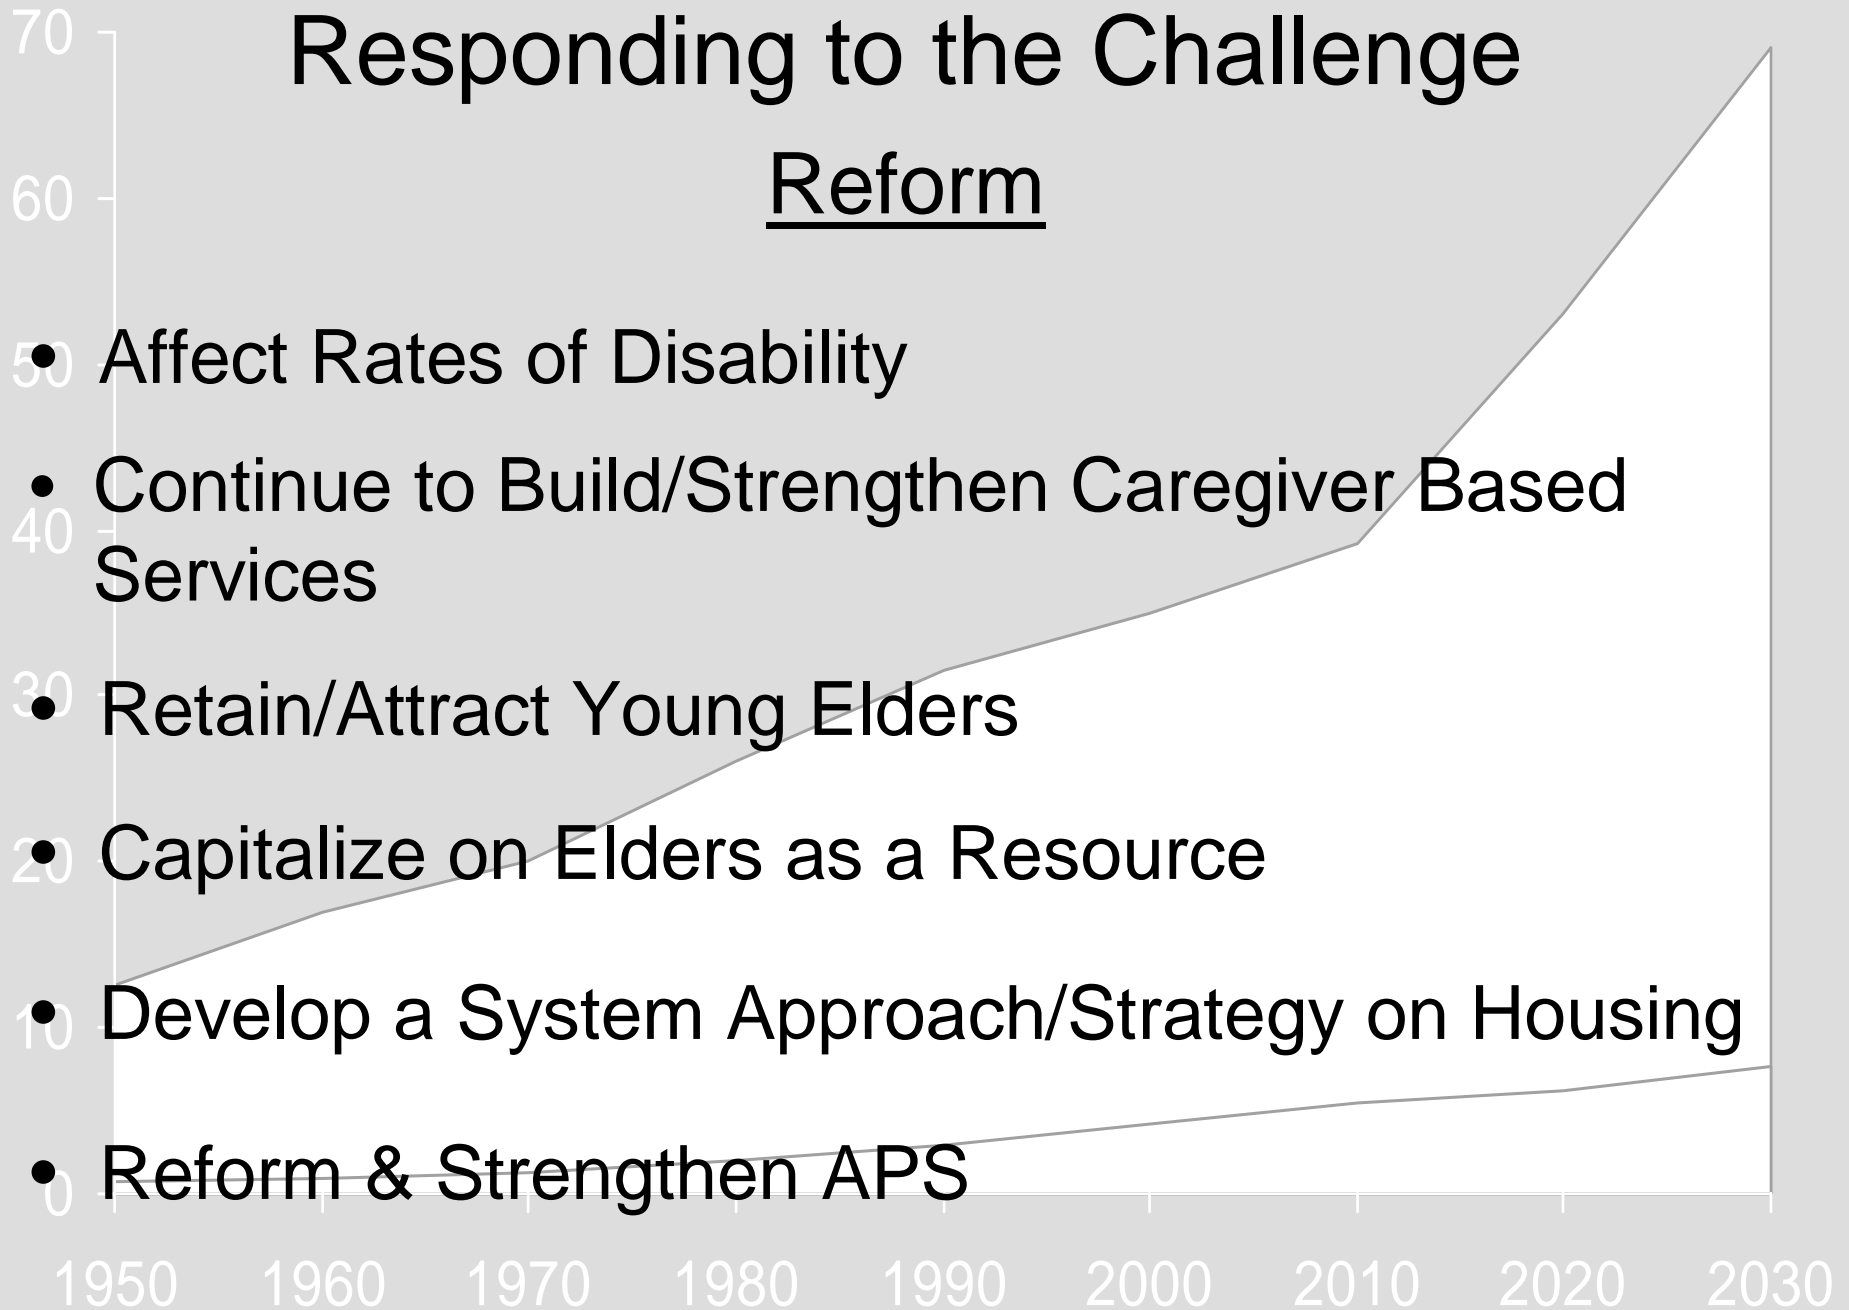 Responding to the Challenge
Reform
• Affect Rates of Disability
• Continue to Build/Strengthen Caregiver Based
Services
• Retain/Attract Young Elders
• Capitalize on Elders as a Resource
• Develop a System Approach/Strategy on Housing
• Reform & Strengthen APS
70
60
50
40
30
20
10
0
1950 1960 1970 1980 1990 2000 2010 2020 2030